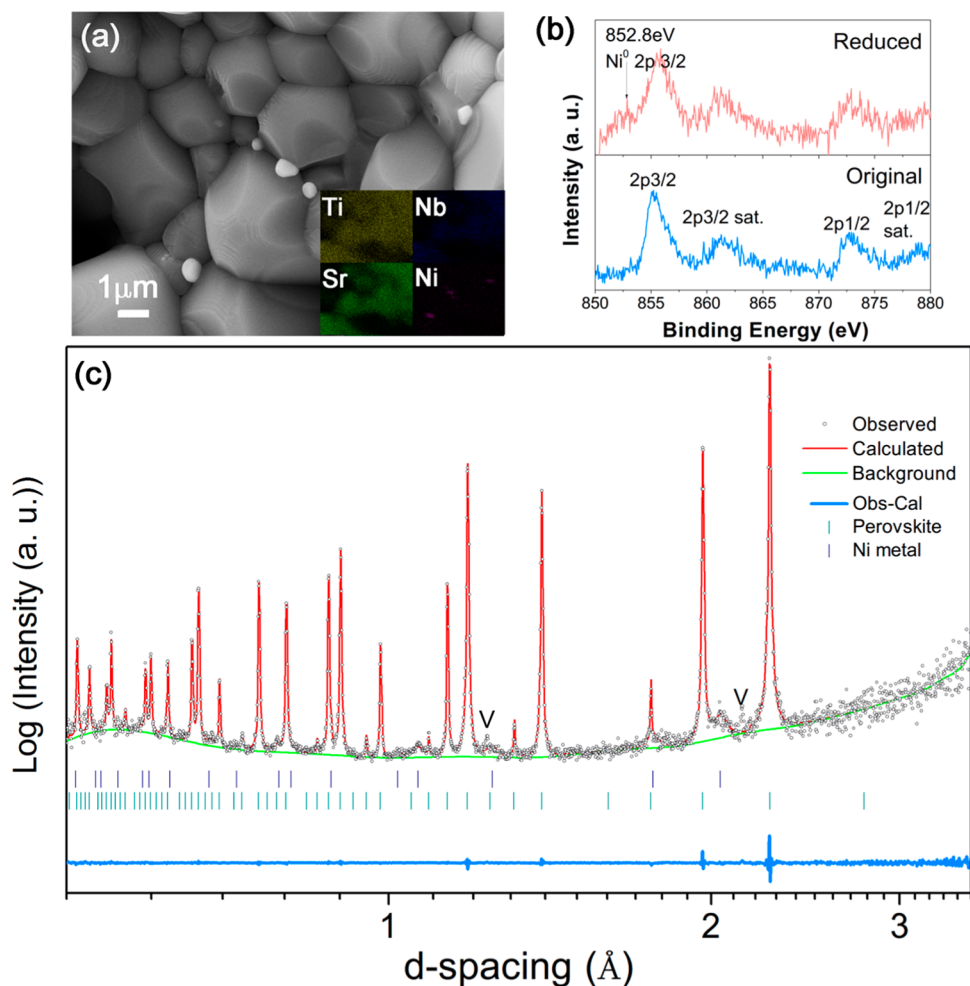 (a)
Ti
Nb
Sr
Ni
1μm
(b)
852.8eV
Ni⁰ 2p 3/2
Reduced
2p3/2
Original
2p3/2 sat.
2p1/2
2p1/2
sat.
Intensity (a. u.)
850 855 860 865 870 875 880
Binding Energy (eV)
(c)
Observed
Calculated
Background
Obs-Cal
Perovskite
Ni metal
V
V
Log (Intensity (a. u.))
1 2 3
d-spacing (Å)